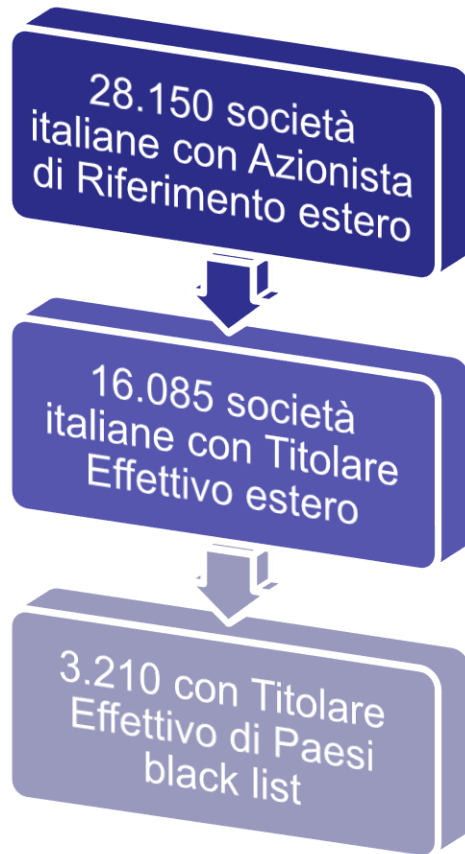 28.150 società
italiane con Azionista
di Riferimento estero
16.085 società
italiane con Titolare
Effettivo estero
3.210 con Titolare
Effettivo di Paesi
black list